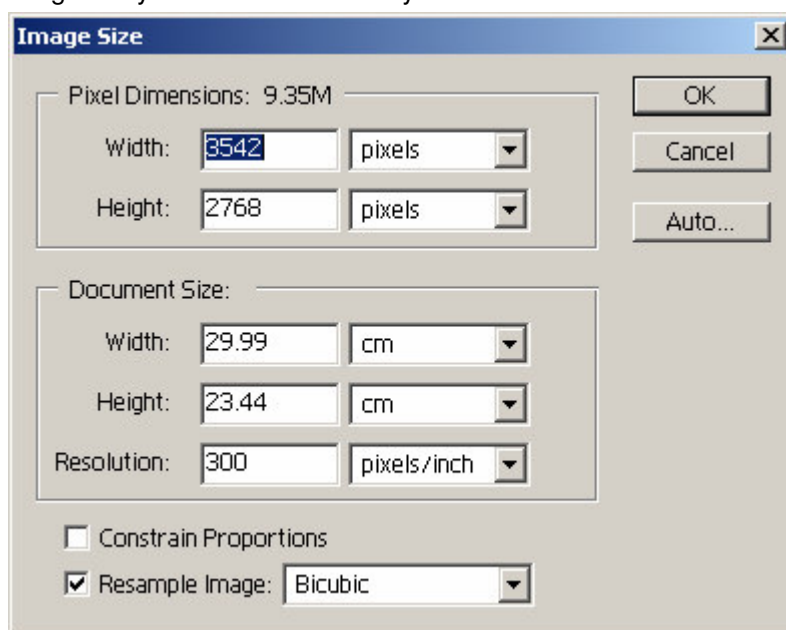 Image Size
Pixel Dimensions: 9.35M
OK
Width: 3542 pixels
Cancel
Height: 2768 pixels
Auto...
Document Size:
Width: 29.99 cm
Height: 23.44 cm
Resolution: 300 pixels/inch
Constrain Proportions
Resample Image: Bicubic